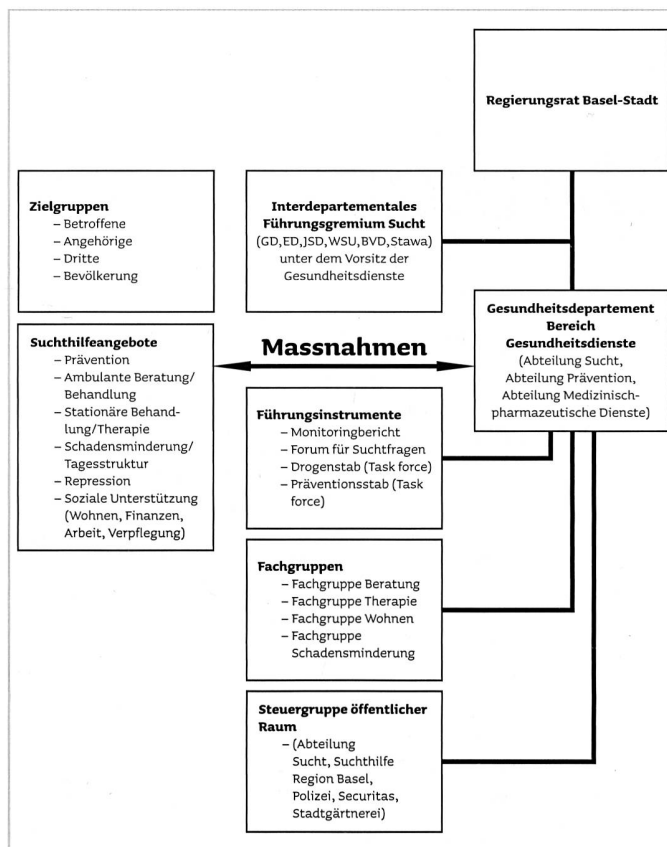 Regierungsrat Basel-Stadt
Zielgruppen
– Betroffene
– Angehörige
– Dritte
– Bevölkerung
Interdepartementales
Führungsgremium Sucht
(GD,ED,JSD,WSU,BVD,Stawa)
unter dem Vorsitz der
Gesundheitsdienste
Gesundheitsdepartement
Bereich
Gesundheitsdienste
(Abteilung Sucht,
Abteilung Prävention,
Abteilung Medizinisch-
pharmazeutische Dienste)
Suchthilfeangebote
– Prävention
– Ambulante Beratung/
Behandlung
– Stationäre Behand-
lung/Therapie
– Schadensminderung/
Tagesstruktur
– Repression
– Soziale Unterstützung
(Wohnen, Finanzen,
Arbeit, Verpflegung)
Massnahmen
Führungsinstrumente
– Monitoringbericht
– Forum für Suchtfragen
– Drogenstab (Task force)
– Präventionsstab (Task
force)
Fachgruppen
– Fachgruppe Beratung
– Fachgruppe Therapie
– Fachgruppe Wohnen
– Fachgruppe
Schadensminderung
Steuergruppe öffentlicher
Raum
– (Abteilung
Sucht, Suchthilfe
Region Basel,
Polizei, Securitas,
Stadtgärtnerei)